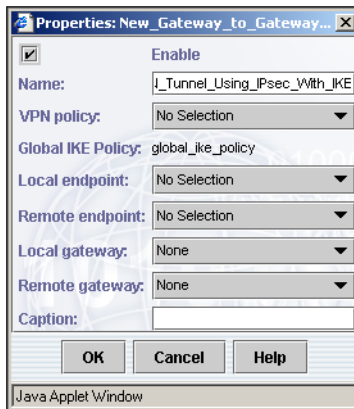 Properties: New_Gateway_to_Gateway...
Enable
Name: _Tunnel_Using_IPsec_With_IKE
VPN policy: No Selection
Global IKE Policy: global_ike_policy
Local endpoint: No Selection
Remote endpoint: No Selection
Local gateway: None
Remote gateway: None
Caption:
OK Cancel Help
Java Applet Window